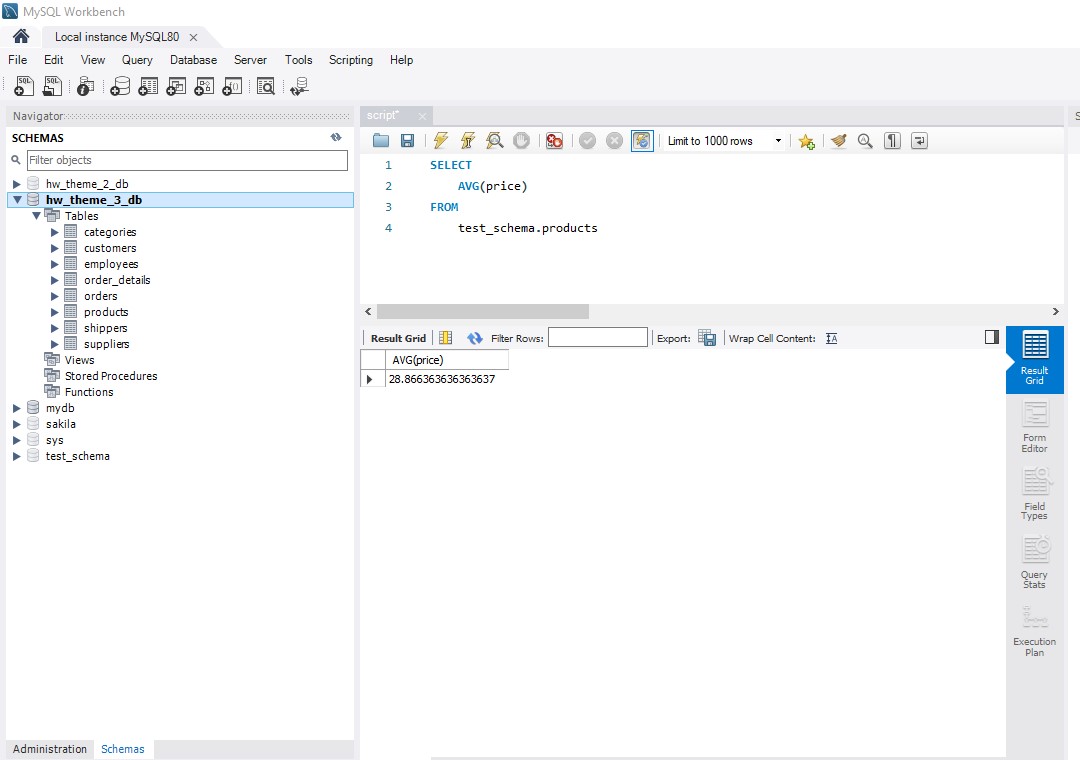 MySQL Workbench
Local instance MySQL80
File Edit View Query Database Server Tools Scripting Help
Navigator
SCHEMAS
Filter objects
hw_theme_2_db
hw_theme_3_db
Tables
categories
customers
employees
order_details
orders
products
shippers
suppliers
Views
Stored Procedures
Functions
mydb
sakila
sys
test_schema
Administration Schemas
script*
Limit to 1000 rows
1 SELECT
2 AVG(price)
3 FROM
4 test_schema.products
Result Grid Filter Rows: Export: Wrap Cell Content:
AVG(price)
28.866363636363637
Result
Grid
Form
Editor
Field
Types
Query
Stats
Execution
Plan